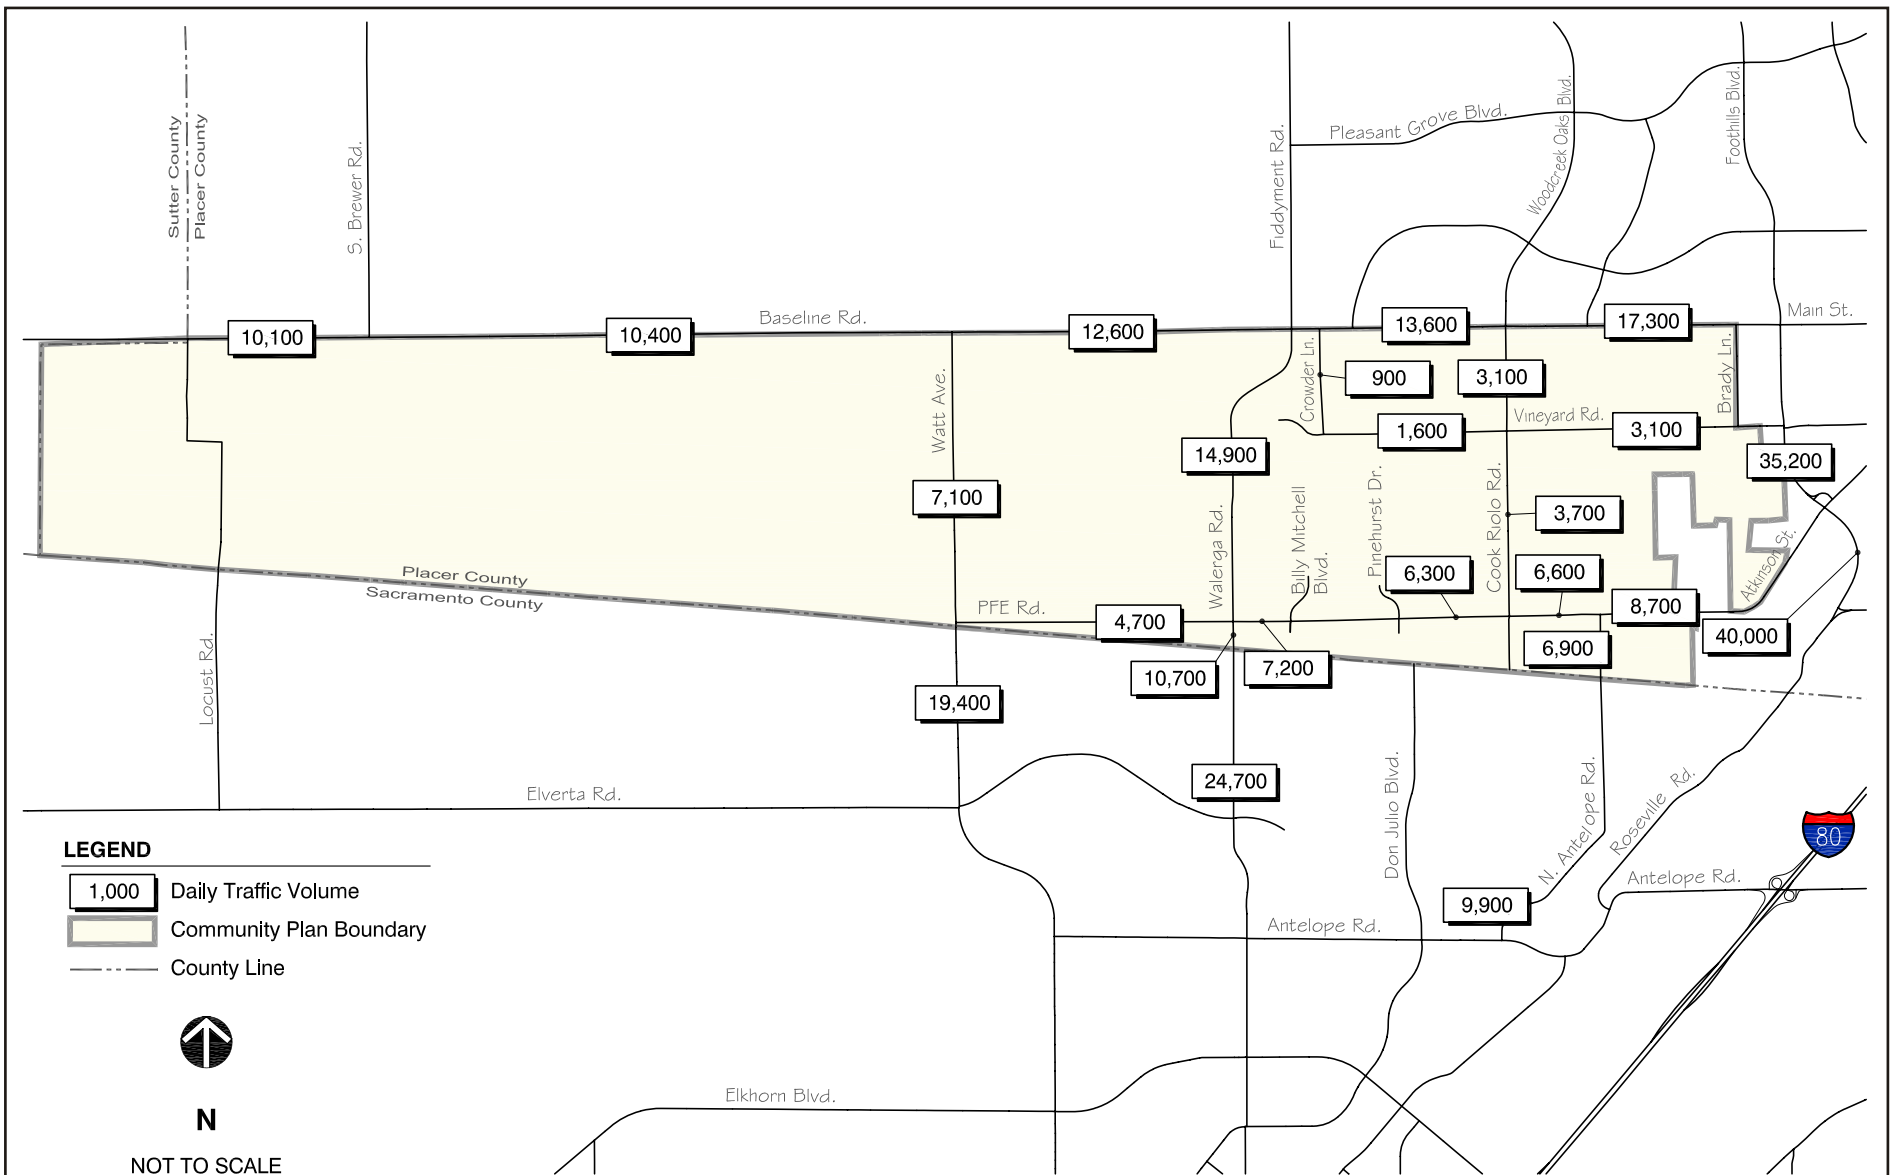 Sutter County
Placer County
S. Brewer Rd.
Fiddyment Rd.
Pleasant Grove Blvd.
Woodcreek Oaks Blvd.
Foothills Blvd.
Baseline Rd.
Main St.
10,100
10,400
12,600
13,600
17,300
Watt Ave.
Crowder Ln.
900
3,100
Brady Ln.
Vineyard Rd.
1,600
3,100
14,900
35,200
7,100
Walerga Rd.
Billy Mitchell
Blvd.
Pinehurst Dr.
Cook Riolo Rd.
3,700
Atkinson St.
Placer County
Sacramento County
6,300
6,600
PFE Rd.
4,700
8,700
40,000
6,900
10,700
7,200
Locust Rd.
19,400
24,700
Don Julio Blvd.
N. Antelope Rd.
Roseville Rd.
Elverta Rd.
80
Antelope Rd.
9,900
Antelope Rd.
Elkhorn Blvd.
LEGEND
1,000 Daily Traffic Volume
Community Plan Boundary
County Line
N
NOT TO SCALE